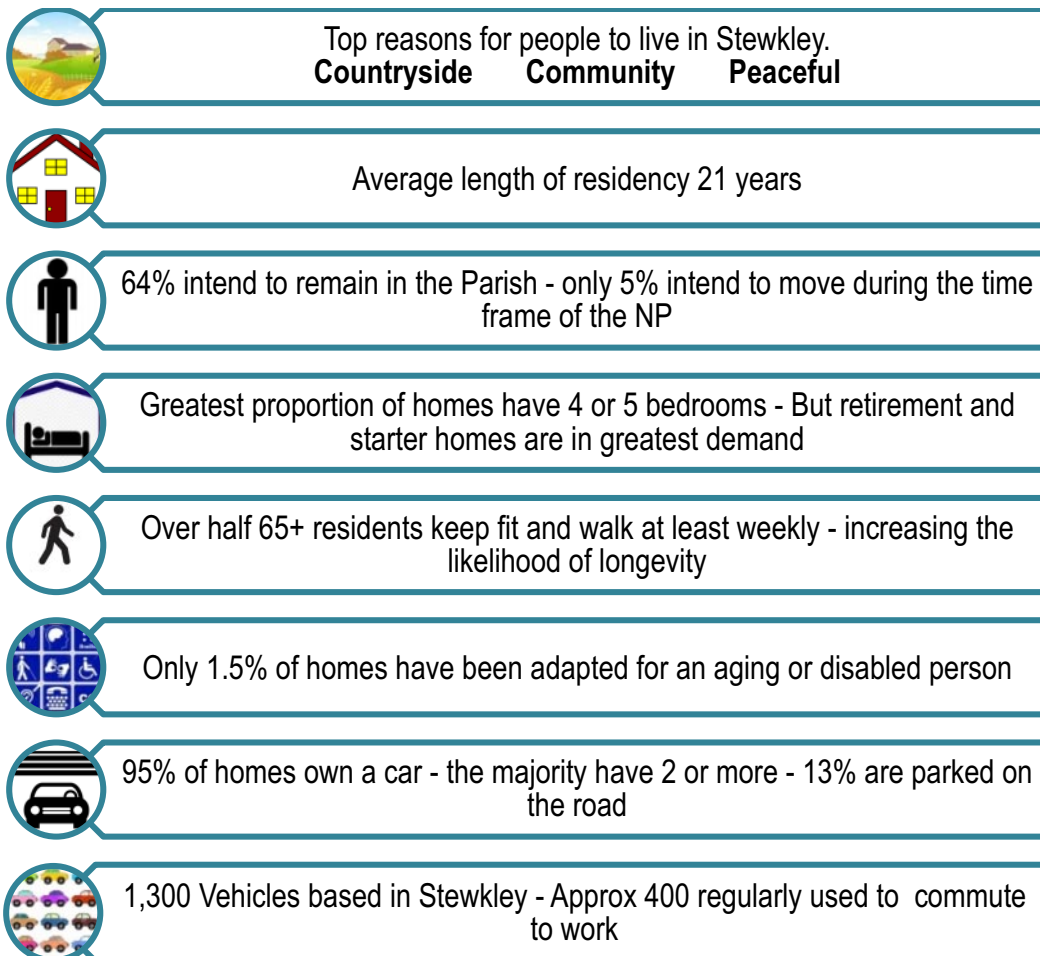 Top reasons for people to live in Stewkley.
Countryside Community Peaceful
Average length of residency 21 years
64% intend to remain in the Parish - only 5% intend to move during the time
frame of the NP
Greatest proportion of homes have 4 or 5 bedrooms - But retirement and
starter homes are in greatest demand
Over half 65+ residents keep fit and walk at least weekly - increasing the
likelihood of longevity
Only 1.5% of homes have been adapted for an aging or disabled person
95% of homes own a car - the majority have 2 or more - 13% are parked on
the road
1,300 Vehicles based in Stewkley - Approx 400 regularly used to commute
to work